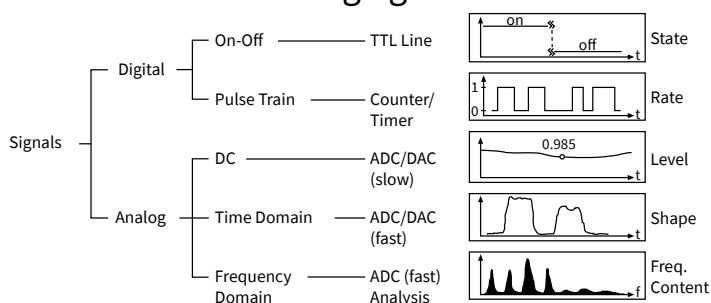 on
off
t
State
On-Off
TTL Line
Digital
1
0
t
Rate
Pulse Train
Counter/
Timer
Signals
0.985
t
Level
DC
ADC/DAC
(slow)
Analog
Time Domain
ADC/DAC
(fast)
t
Shape
Frequency
Domain
ADC (fast)
Analysis
f
Freq.
Content